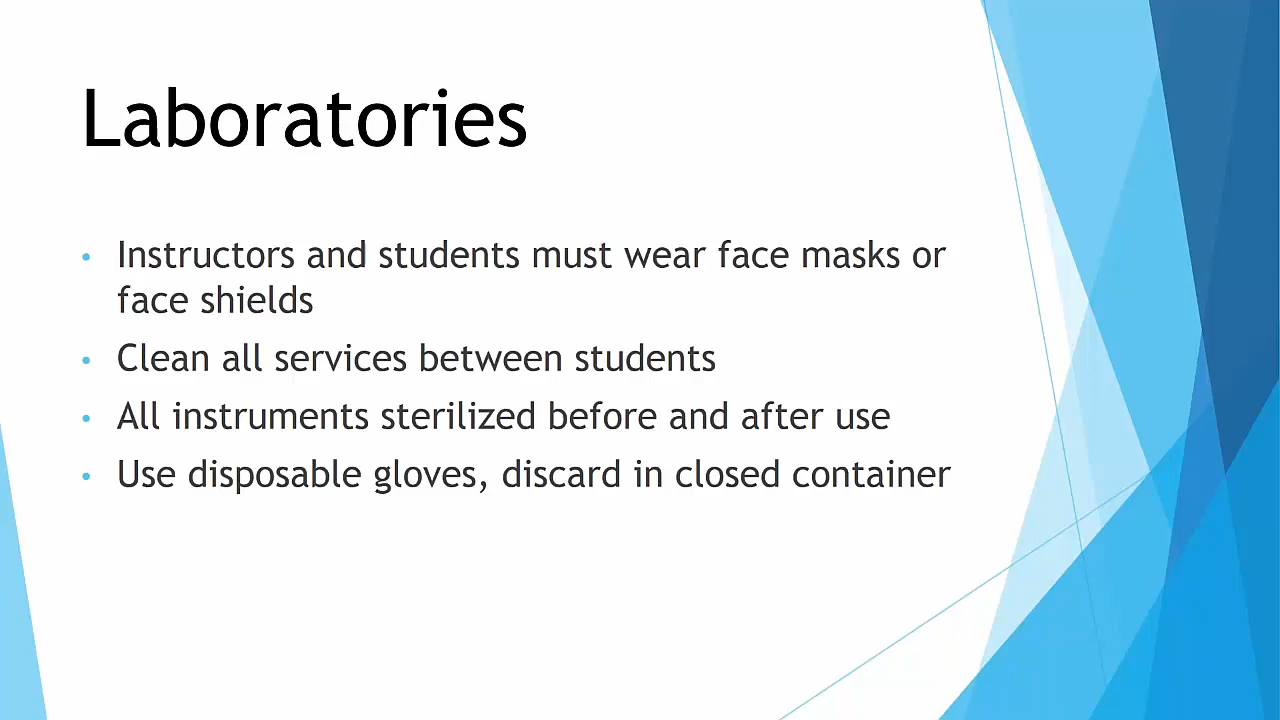 Laboratories
• Instructors and students must wear face masks or
face shields
• Clean all services between students
• All instruments sterilized before and after use
• Use disposable gloves, discard in closed container